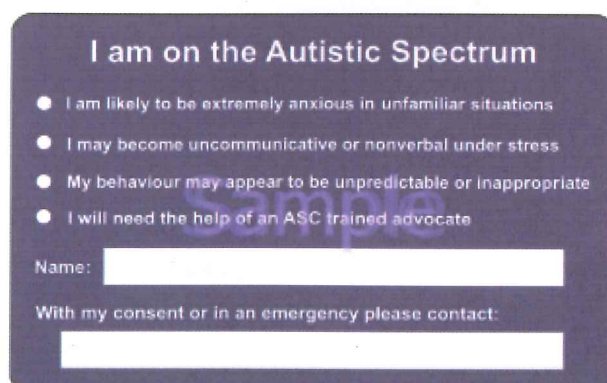 I am on the Autistic Spectrum
I am likely to be extremely anxious in unfamiliar situations
I may become uncommunicative or nonverbal under stress
My behaviour may appear to be unpredictable or inappropriate
I will need the help of an ASC trained advocate
Sample
Name:
With my consent or in an emergency please contact: